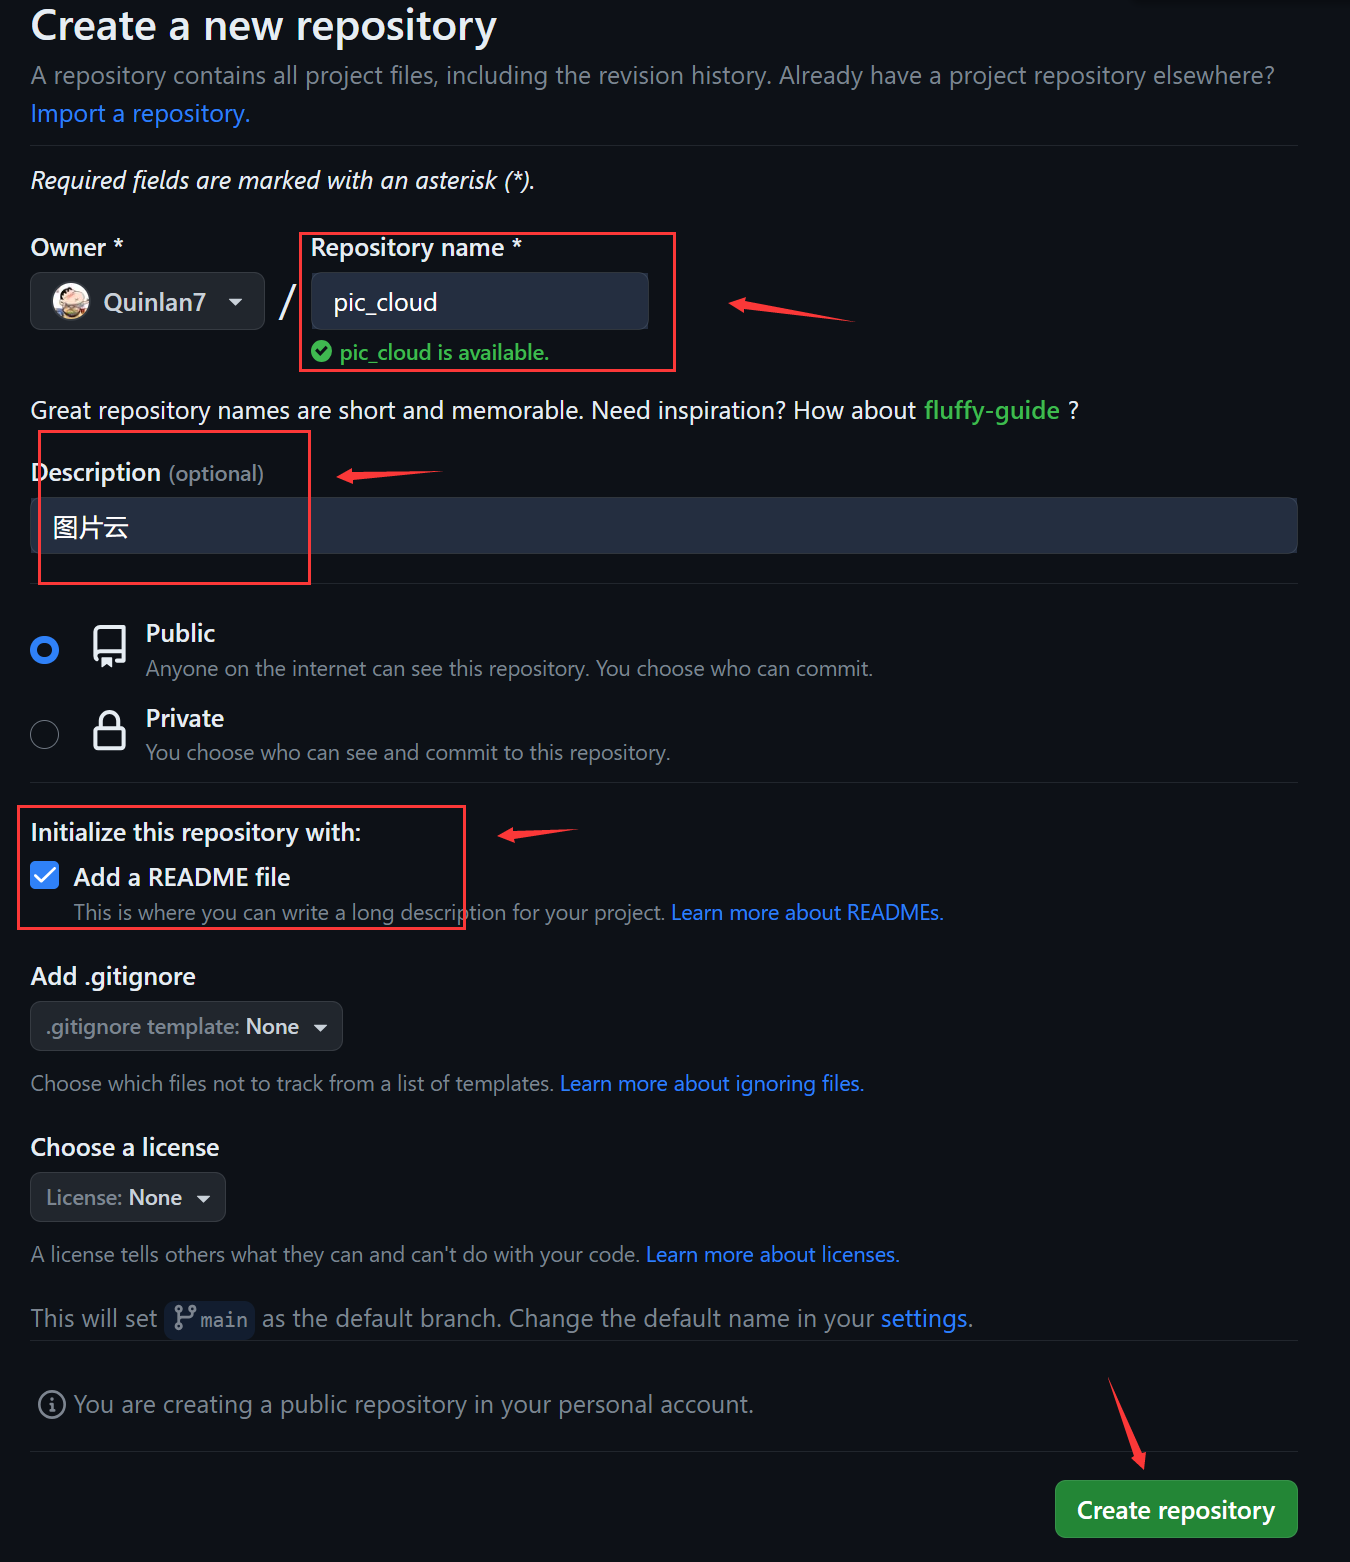 Create a new repository
A repository contains all project files, including the revision history. Already have a project repository elsewhere?
Import a repository.
Required fields are marked with an asterisk (*).
Owner *
Repository name *
Quinlan7
/
pic_cloud
pic_cloud is available.
Great repository names are short and memorable. Need inspiration? How about fluffy-guide ?
Description (optional)
图片云
Public
Anyone on the internet can see this repository. You choose who can commit.
Private
You choose who can see and commit to this repository.
Initialize this repository with:
Add a README file
This is where you can write a long description for your project. Learn more about READMEs.
Add .gitignore
.gitignore template: None
Choose which files not to track from a list of templates. Learn more about ignoring files.
Choose a license
License: None
A license tells others what they can and can't do with your code. Learn more about licenses.
This will set main as the default branch. Change the default name in your settings.
You are creating a public repository in your personal account.
Create repository